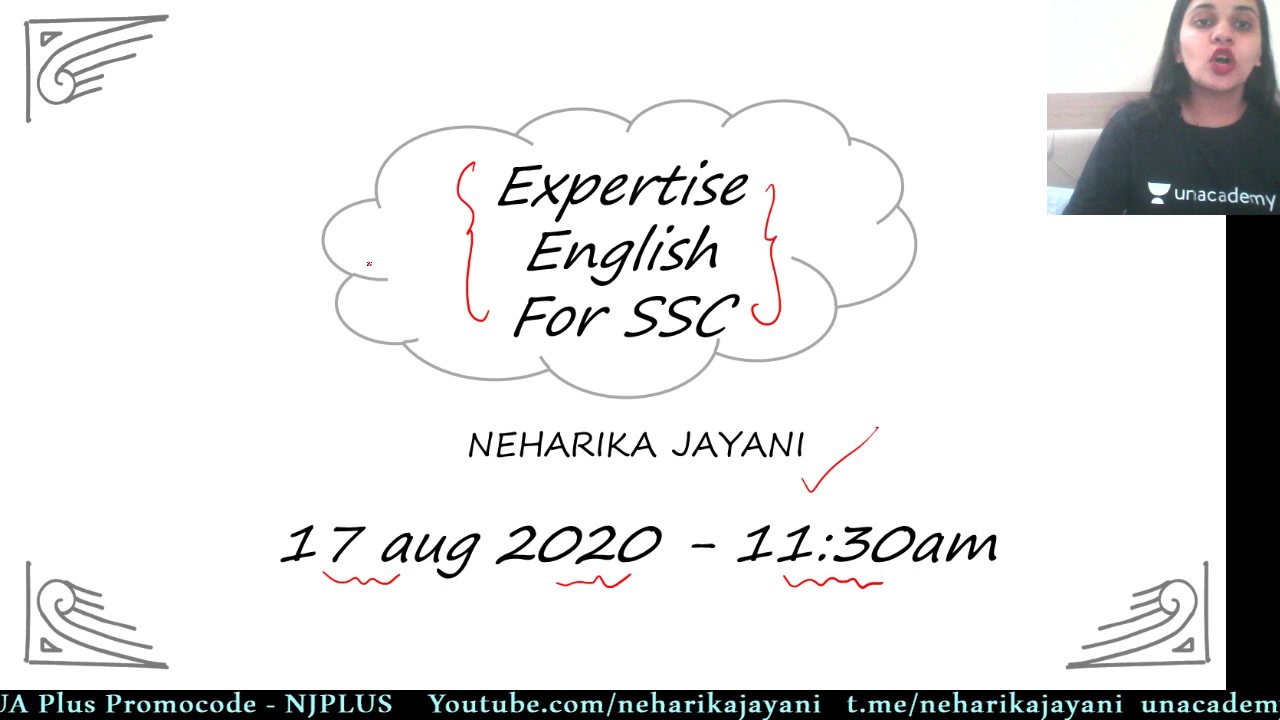 unacademy
Expertise
English
For SSC
NEHARIKA JAYANI
17 aug 2020 - 11:30am
UA Plus Promocode - NJPLUS Youtube.com/neharikajayani t.me/neharikajayani unacadem